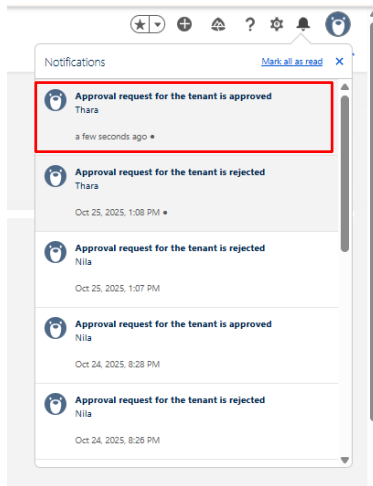 Notifications
Mark all as read
Approval request for the tenant is approved
Thara
a few seconds ago
Approval request for the tenant is rejected
Thara
Oct 25, 2025, 1:08 PM
Approval request for the tenant is rejected
Nila
Oct 25, 2025, 1:07 PM
Approval request for the tenant is approved
Nila
Oct 24, 2025, 8:28 PM
Approval request for the tenant is rejected
Nila
Oct 24, 2025, 8:26 PM